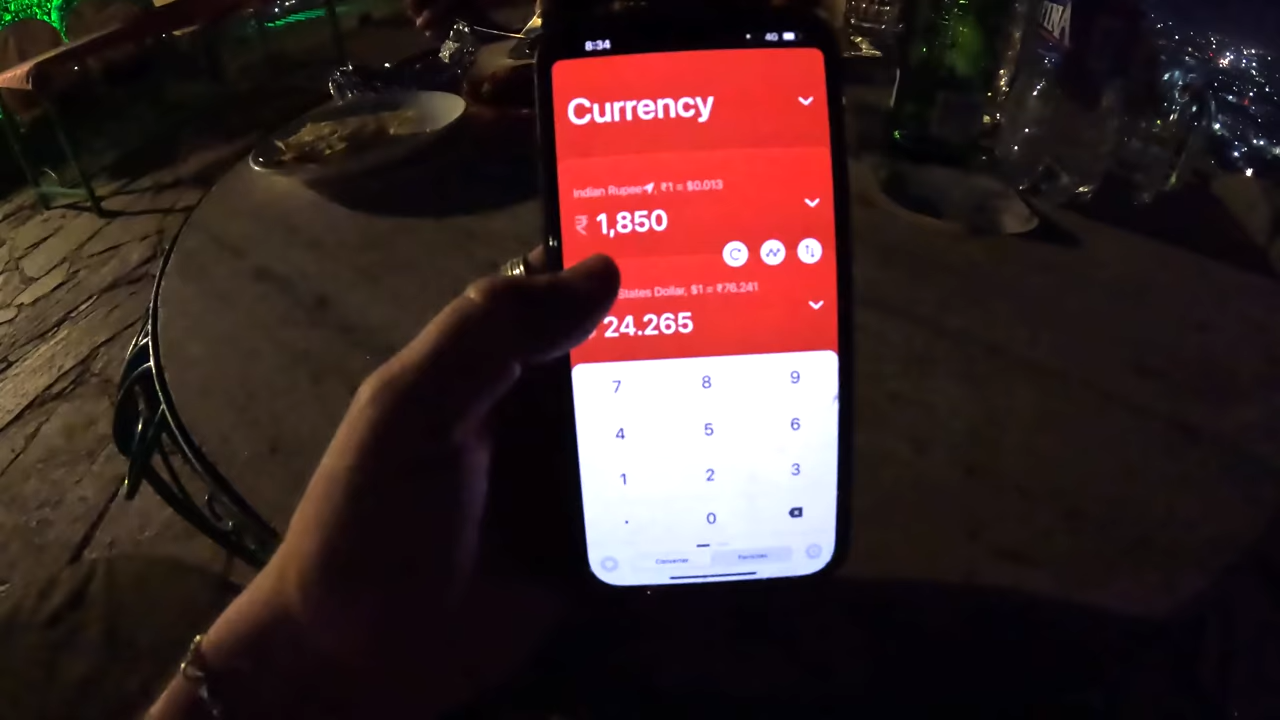 8:34
4G
Currency
Indian Rupee, ₹1 = $0.013
₹ 1,850
States Dollar, $1 = ₹76.241
24.265
7 8 9
4 5 6
1 2 3
. 0
Converter